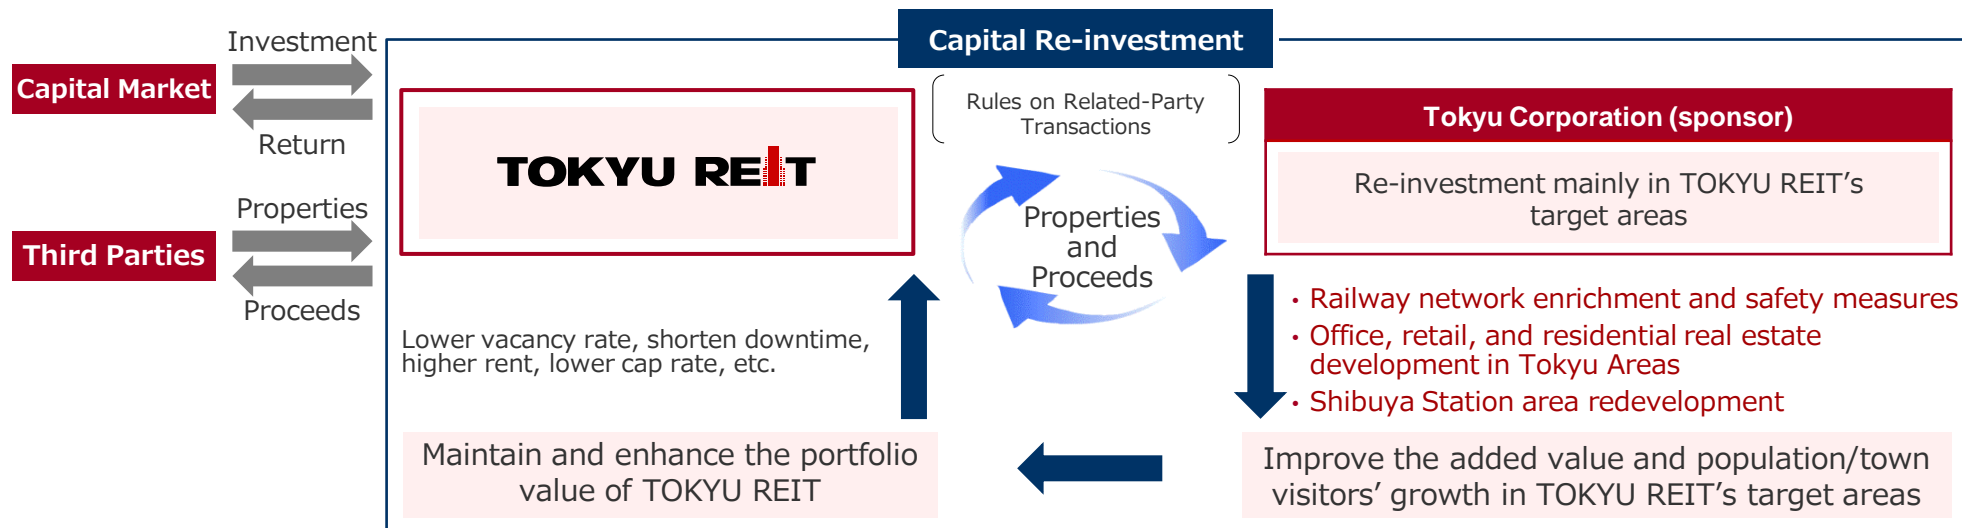 Capital Re-investment
Investment
Capital Market
Return
Properties
Third Parties
Proceeds
TOKYU REIT
Rules on Related-Party
Transactions
Properties
and
Proceeds
Tokyu Corporation (sponsor)
Re-investment mainly in TOKYU REIT’s
target areas
・Railway network enrichment and safety measures
・Office, retail, and residential real estate
development in Tokyu Areas
・Shibuya Station area redevelopment
Lower vacancy rate, shorten downtime,
higher rent, lower cap rate, etc.
Maintain and enhance the portfolio
value of TOKYU REIT
Improve the added value and population/town
visitors’ growth in TOKYU REIT’s target areas